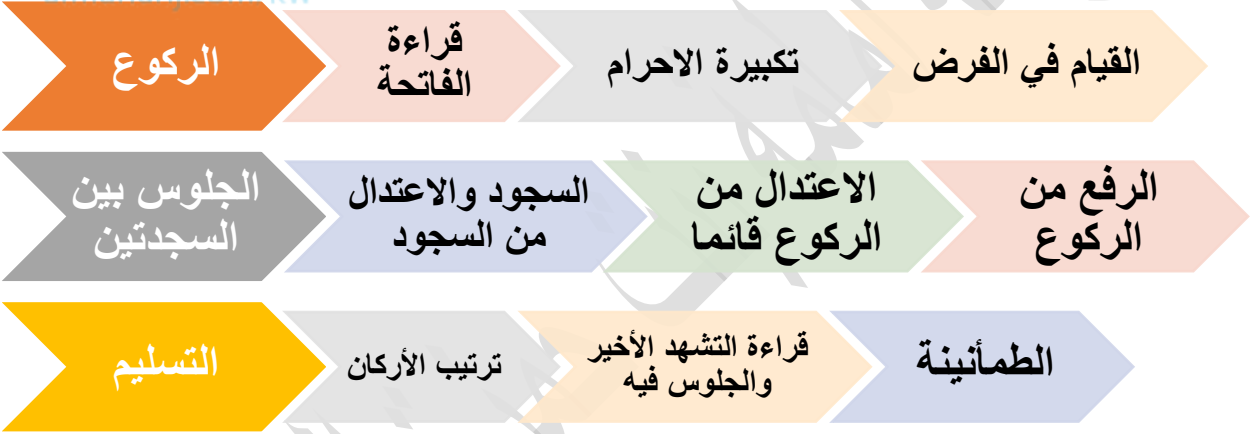 القيام في الفرض
تكبيرة الاحرام
قراءة
الفاتحة
الركوع
الرفع من
الركوع
الاعتدال من
الركوع قائما
السجود والاعتدال
من السجود
الجلوس بين
السجدتين
الطمأنينة
قراءة التشهد الأخير
والجلوس فيه
ترتيب الأركان
التسليم